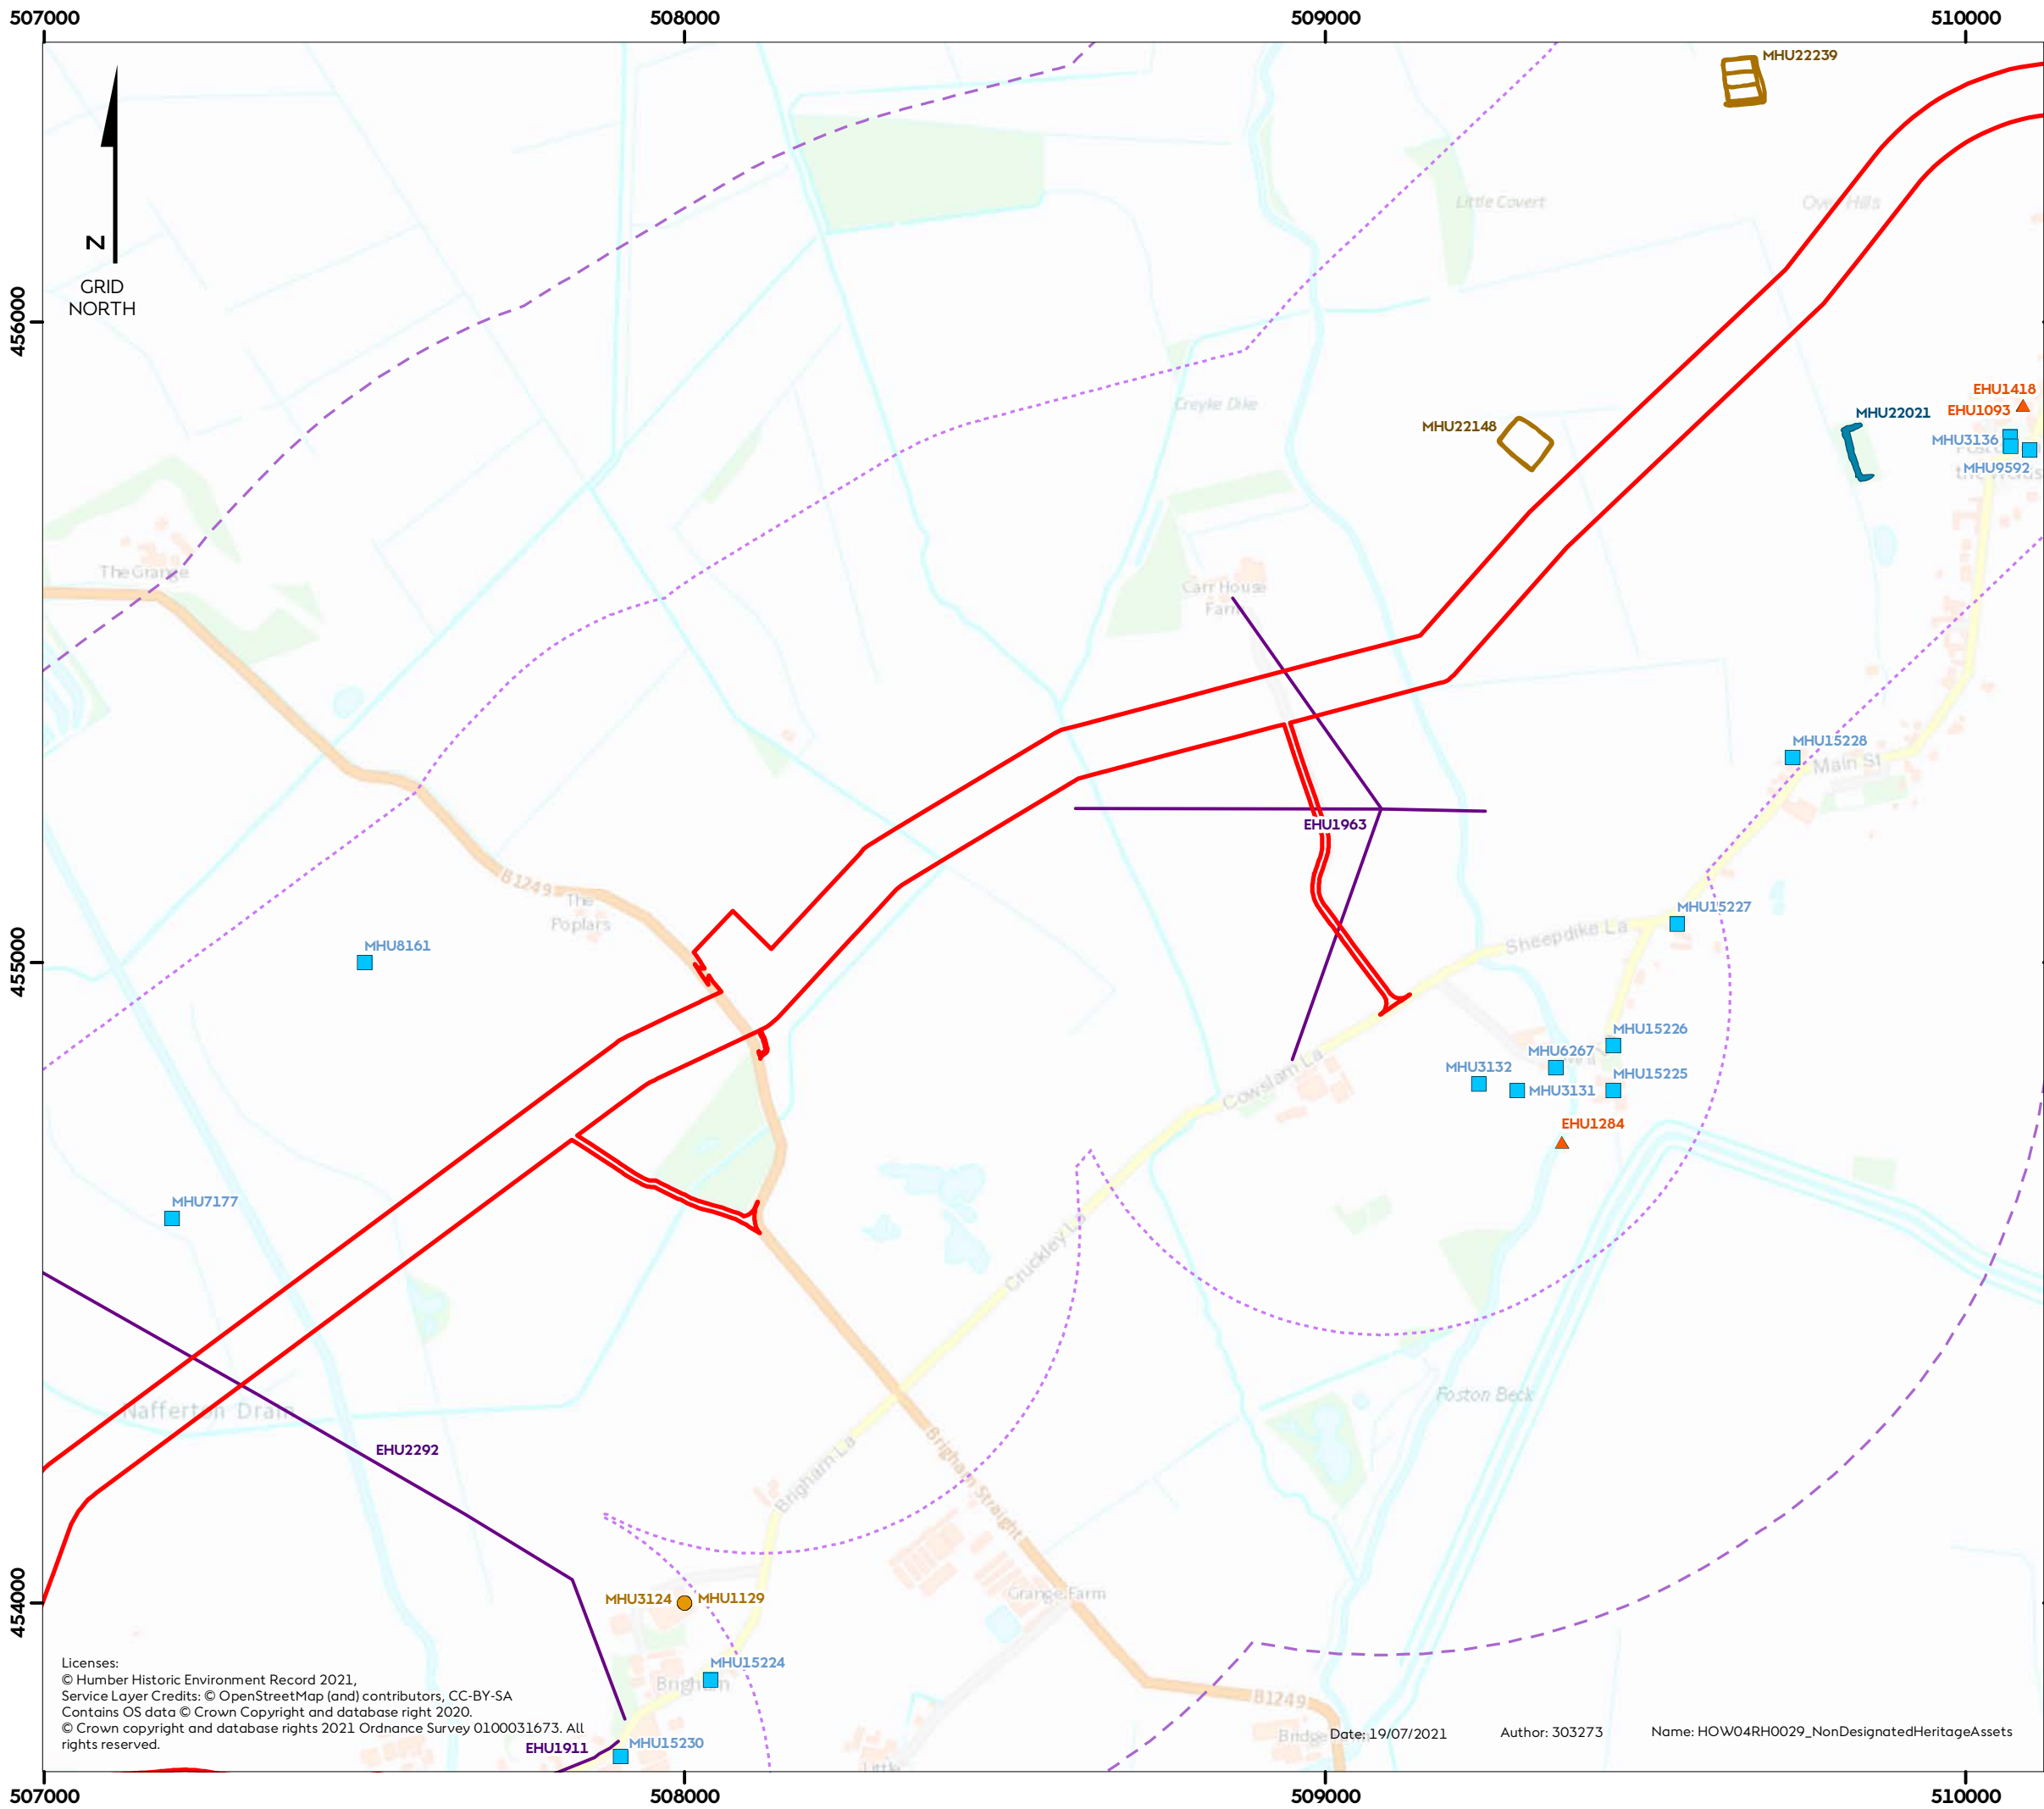 507000
508000
509000
510000
MHU22239
Little Covert
N
GRID
NORTH
456000
EHU1418
Creyke Dike
MHU22021
EHU1093
MHU22148
MHU3136
MHU9592
The Grange
Carr House
Farm
MHU15228
Main St
EHU1963
B1249
The
Poplars
MHU15227
Sheepdike La
MHU8161
455000
MHU15226
MHU6267
MHU3132
MHU15225
MHU3131
Cowslam La
EHU1284
MHU7177
Cruckley La
Foston Beck
Nafferton Drain
EHU2292
Brigham La
Brigham Straight
Grange Farm
MHU3124
MHU1129
454000
MHU15224
Brigham
B1249
Licenses:
© Humber Historic Environment Record 2021,
Service Layer Credits: © OpenStreetMap (and) contributors, CC-BY-SA
Contains OS data © Crown Copyright and database right 2020.
© Crown copyright and database rights 2021 Ordnance Survey 0100031673. All
rights reserved.
Date: 19/07/2021
Author: 303273
Name: HOW04RH0029_NonDesignatedHeritageAssets
EHU1911
MHU15230
Little
507000
508000
509000
510000